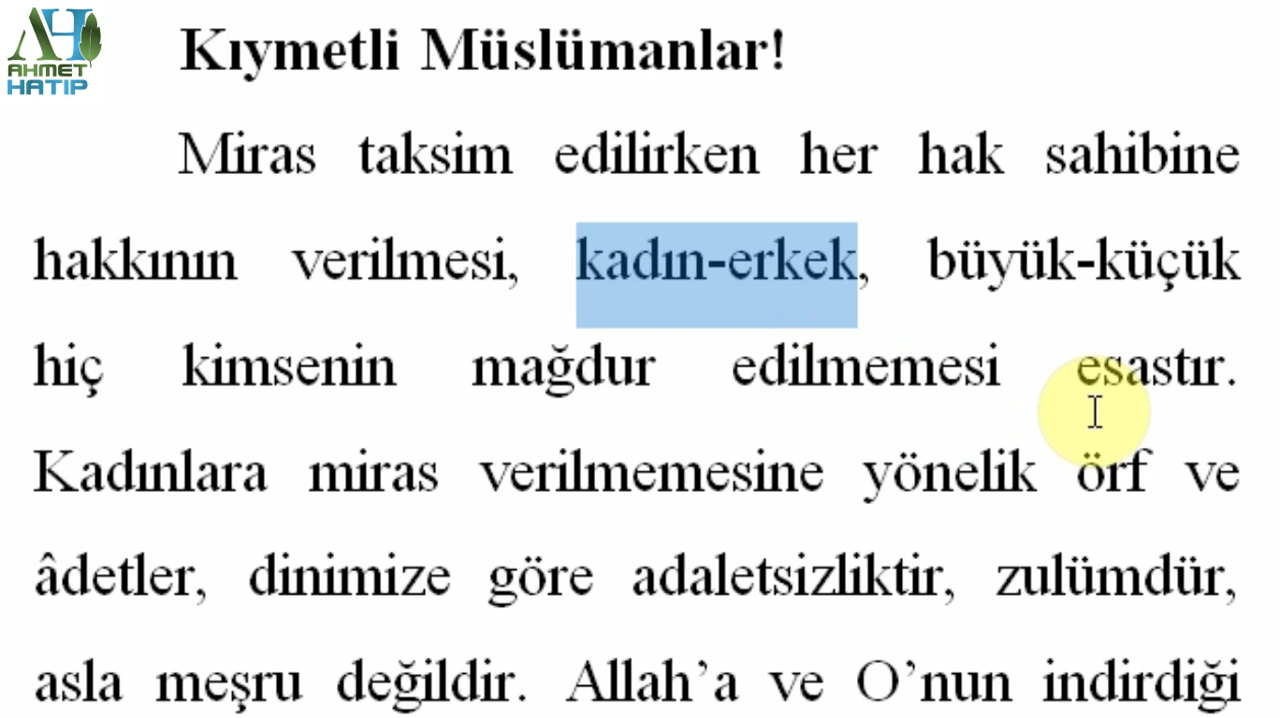 AHMET
HATIP
Kıymetli Müslümanlar!
Miras taksim edilirken her hak sahibine
hakkının verilmesi, kadın-erkek, büyük-küçük
hiç kimsenin mağdur edilmemesi esastır.
Kadınlara miras verilmemesine yönelik örf ve
âdetler, dinimize göre adaletsizliktir, zulümdür,
asla meşru değildir. Allah’a ve O’nun indirdiği